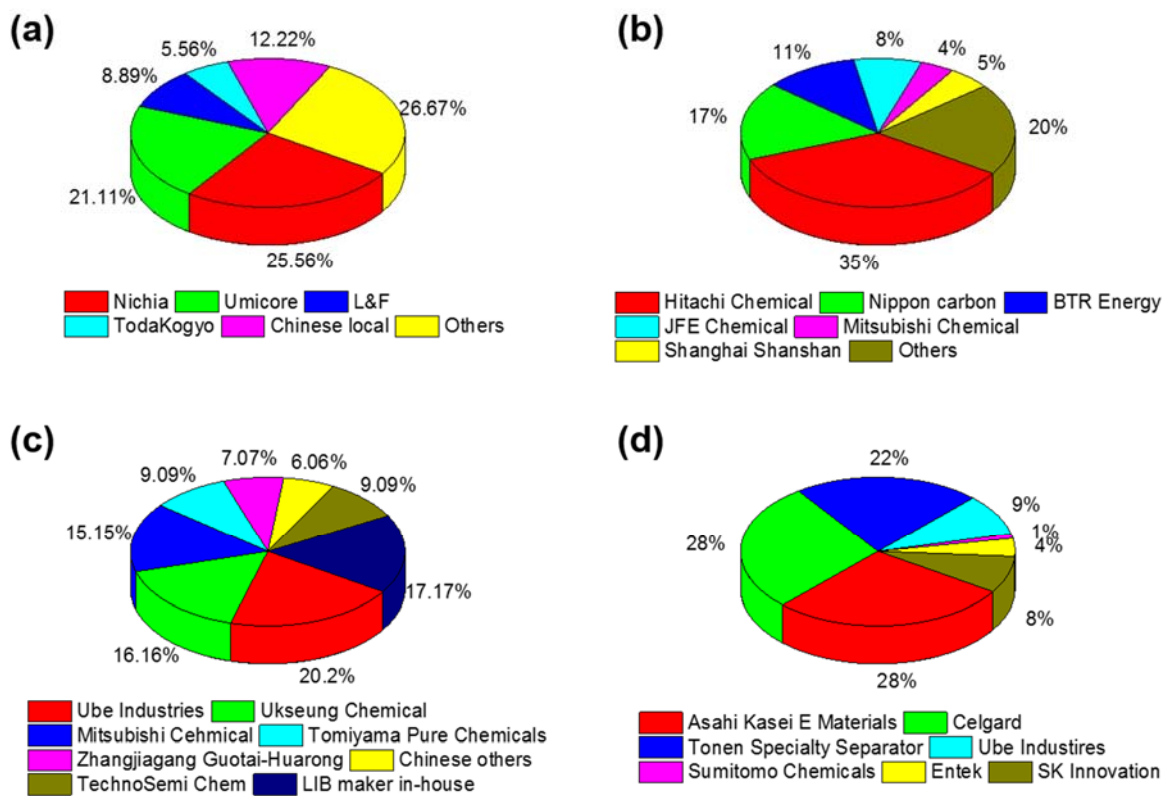 (a)
12.22%
5.56%
8.89%
26.67%
21.11%
25.56%
Nichia Umicore L&F
TodaKogyo Chinese local Others
(b)
8%
4%
11%
5%
17%
20%
35%
Hitachi Chemical Nippon carbon BTR Energy
JFE Chemical Mitsubishi Chemical
Shanghai Shanshan Others
(c)
7.07%
6.06%
9.09%
9.09%
15.15%
17.17%
16.16%
20.2%
Ube Industries Ukseung Chemical
Mitsubishi Cehmical Tomiyama Pure Chemicals
Zhangjiagang Guotai-Huarong Chinese others
TechnoSemi Chem LIB maker in-house
(d)
22%
9%
1%
28%
4%
8%
28%
Asahi Kasei E Materials Celgard
Tonen Specialty Separator Ube Industires
Sumitomo Chemicals Entek SK Innovation